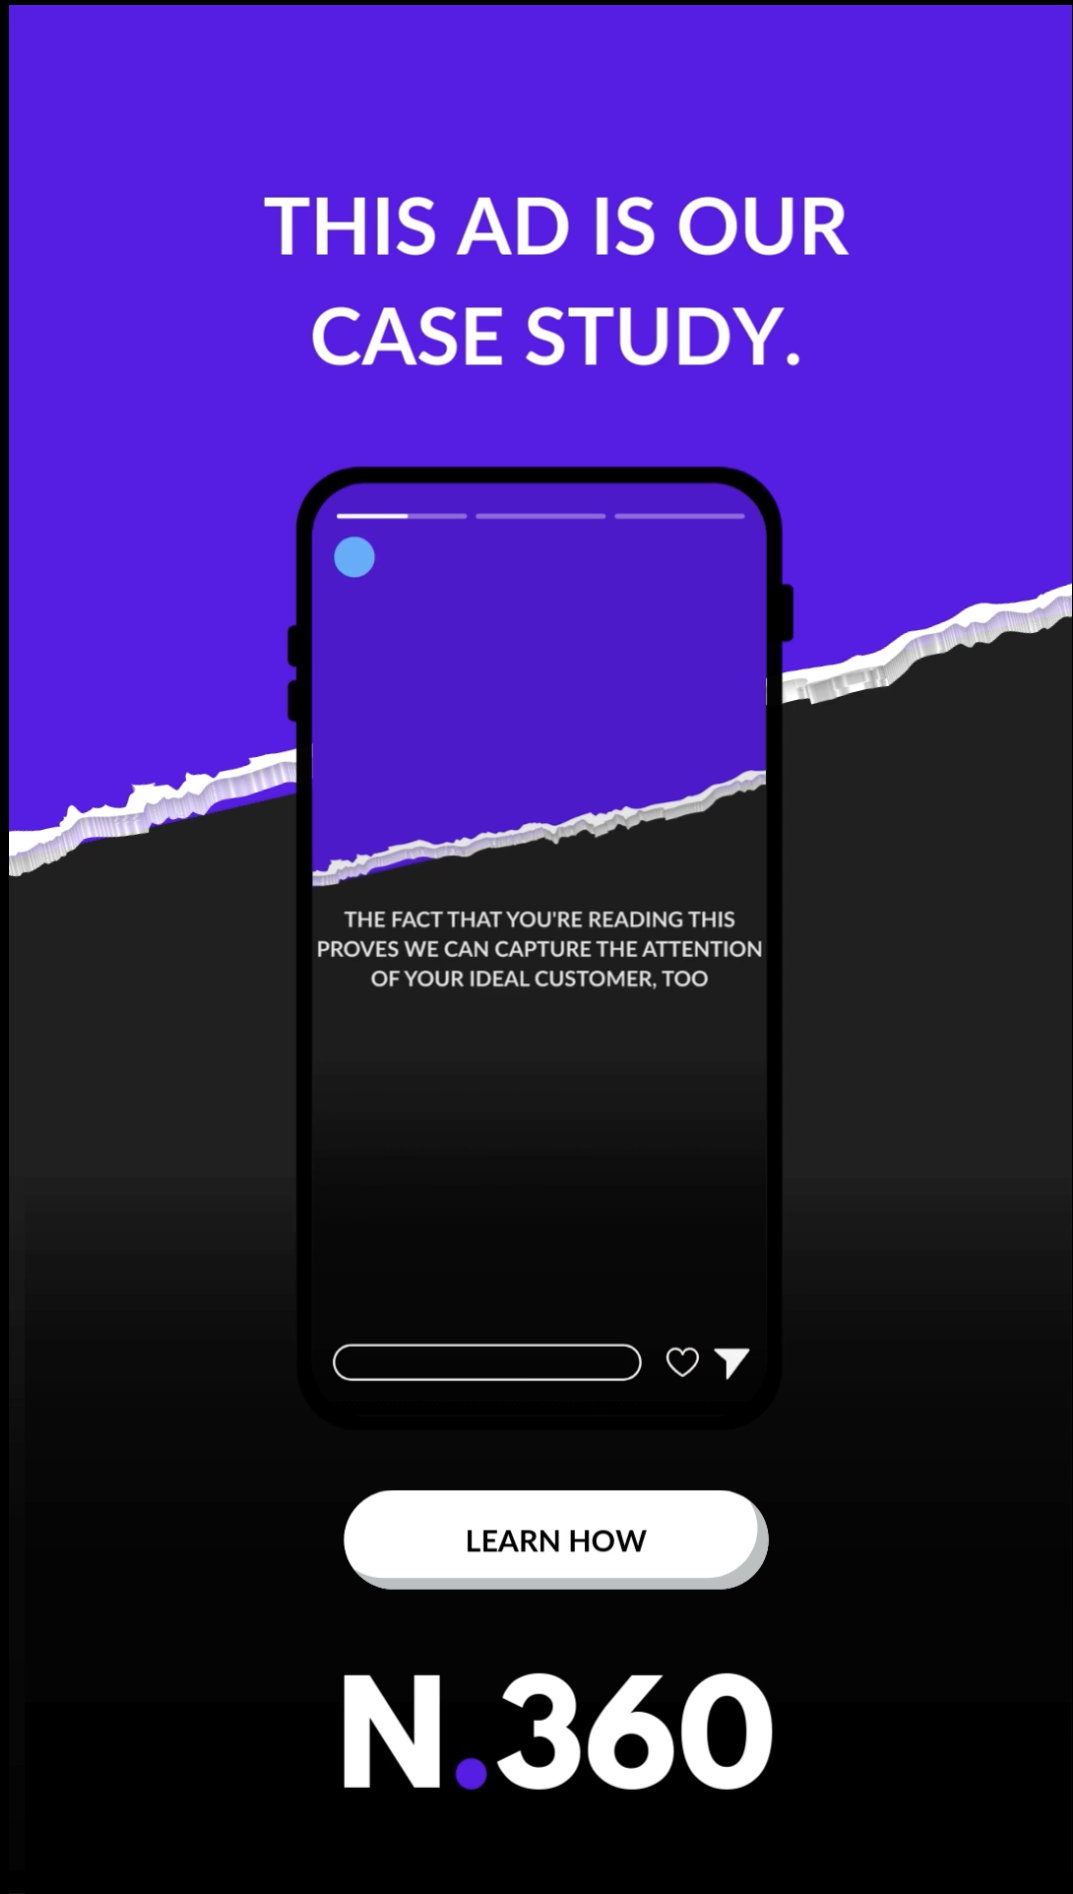 THIS AD IS OUR
CASE STUDY.
THE FACT THAT YOU'RE READING THIS
PROVES WE CAN CAPTURE THE ATTENTION
OF YOUR IDEAL CUSTOMER, TOO
LEARN HOW
N.360